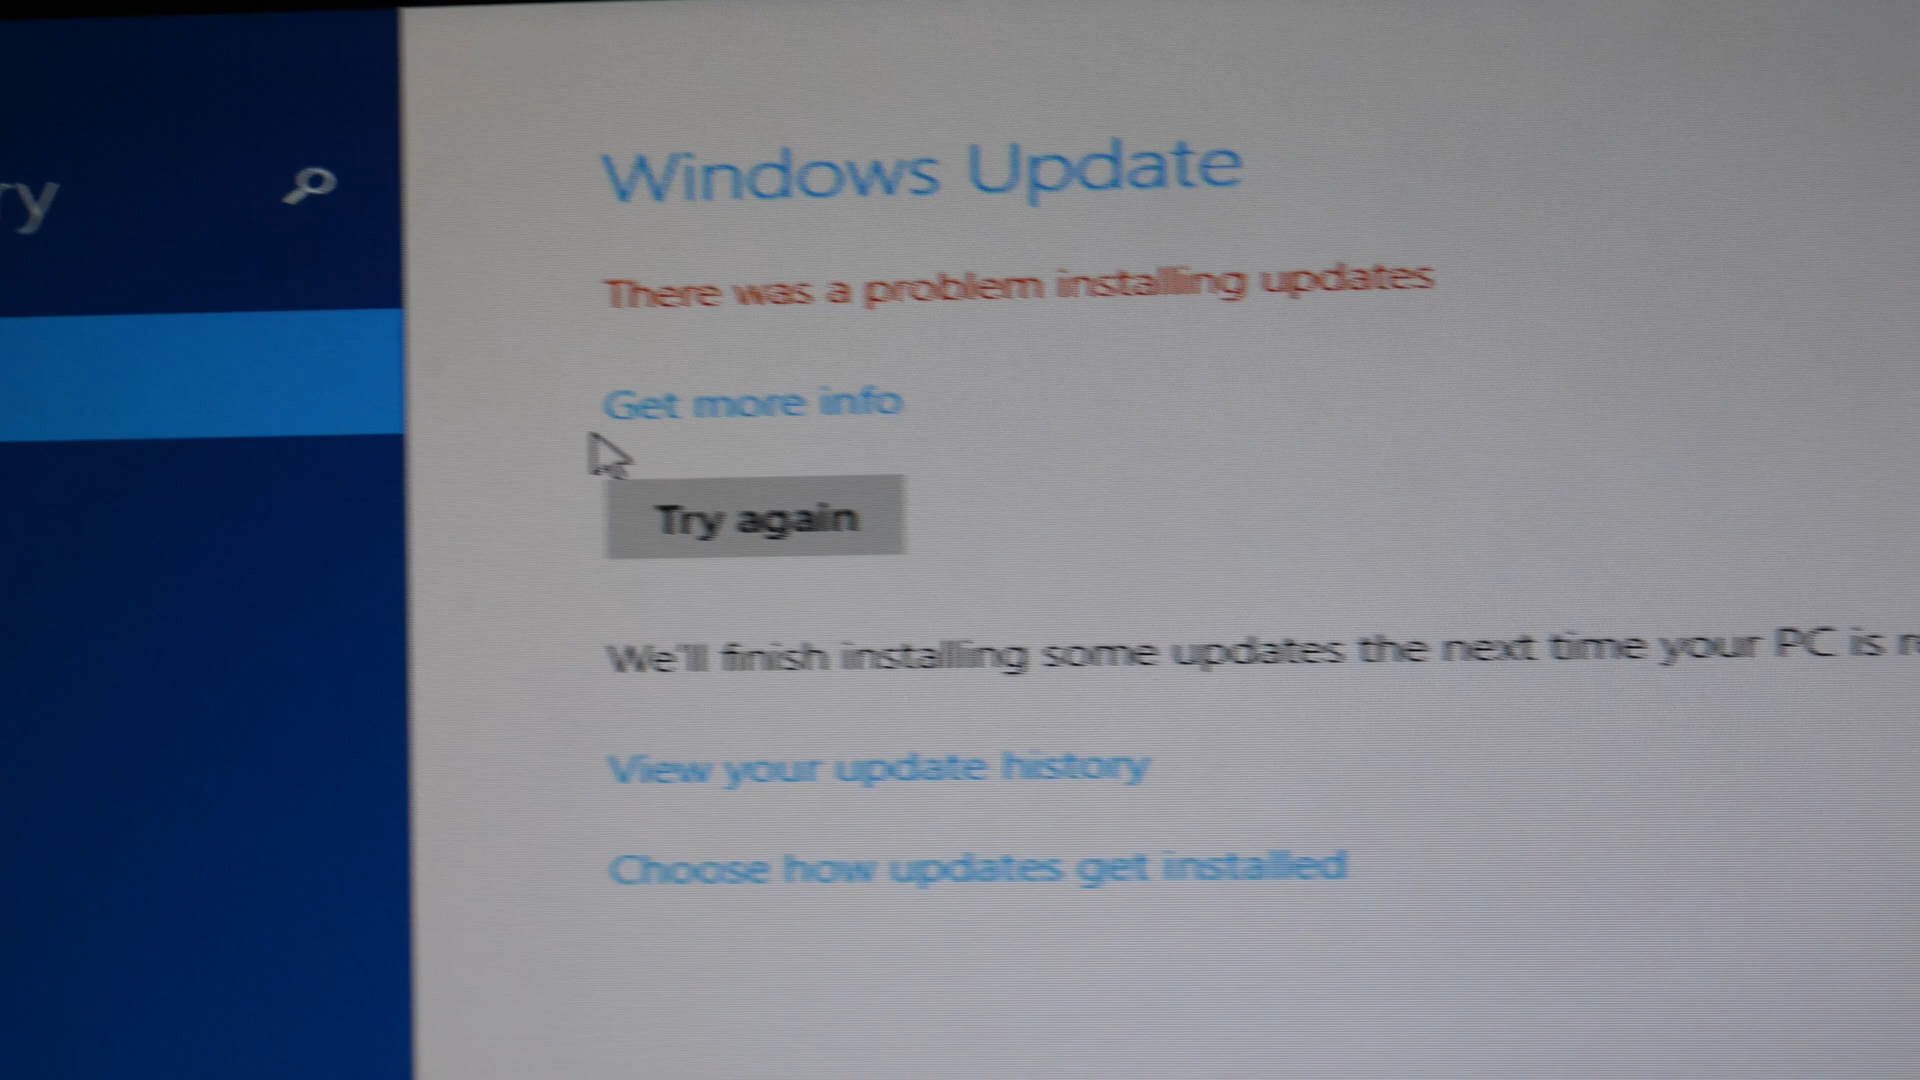 ry
Windows Update
There was a problem installing updates
Get more info
Try again
We'll finish installing some updates the next time your PC is r
View your update history
Choose how updates get installed